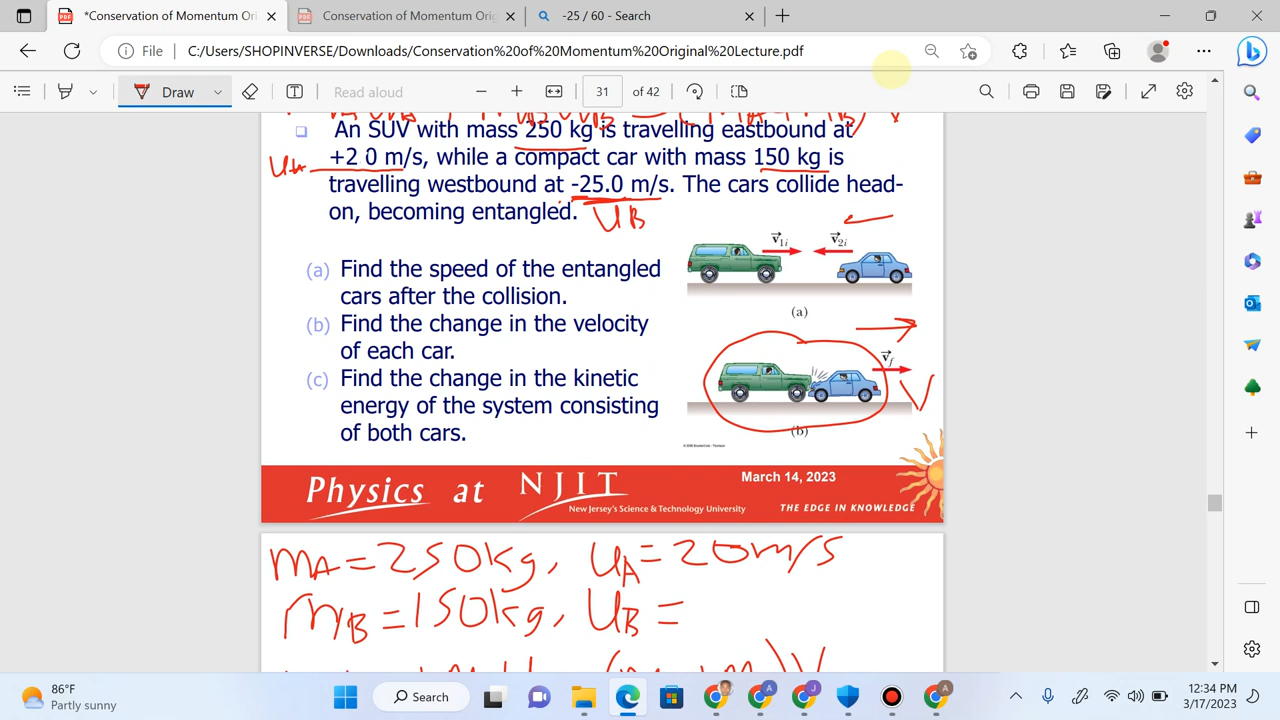 *Conservation of Momentum Orig
Conservation of Momentum Orig
-25 / 60 - Search
File
C:/Users/SHOPINVERSE/Downloads/Conservation%20of%20Momentum%20Original%20Lecture.pdf
Draw
Read aloud
31
of 42
An SUV with mass 250 kg is travelling eastbound at
uA
+2 0 m/s, while a compact car with mass 150 kg is
travelling westbound at -25.0 m/s. The cars collide head-
on, becoming entangled.
UB
v1i
v2i
(a)
(a) Find the speed of the entangled
cars after the collision.
(b) Find the change in the velocity
of each car.
(c) Find the change in the kinetic
energy of the system consisting
of both cars.
vf
V
(b)
Physics at
NJIT
New Jersey's Science & Technology University
March 14, 2023
THE EDGE IN KNOWLEDGE
mA = 250kg, uA = 20m/s
mB = 150kg, uB =
86°F
Partly sunny
Search
12:34 PM
3/17/2023